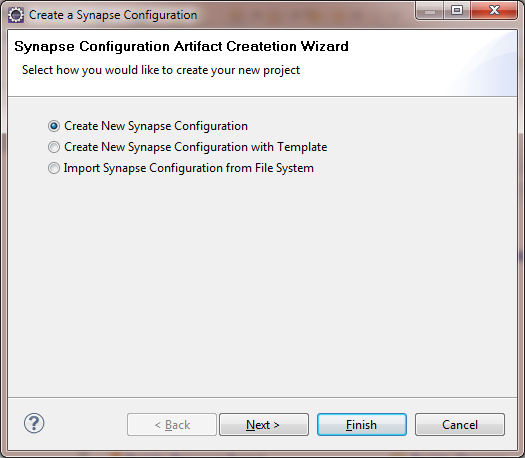 Create a Synapse Configuration
Synapse Configuration Artifact Createtion Wizard
Select how you would like to create your new project
Create New Synapse Configuration
Create New Synapse Configuration with Template
Import Synapse Configuration from File System
? < Back Next > Finish Cancel